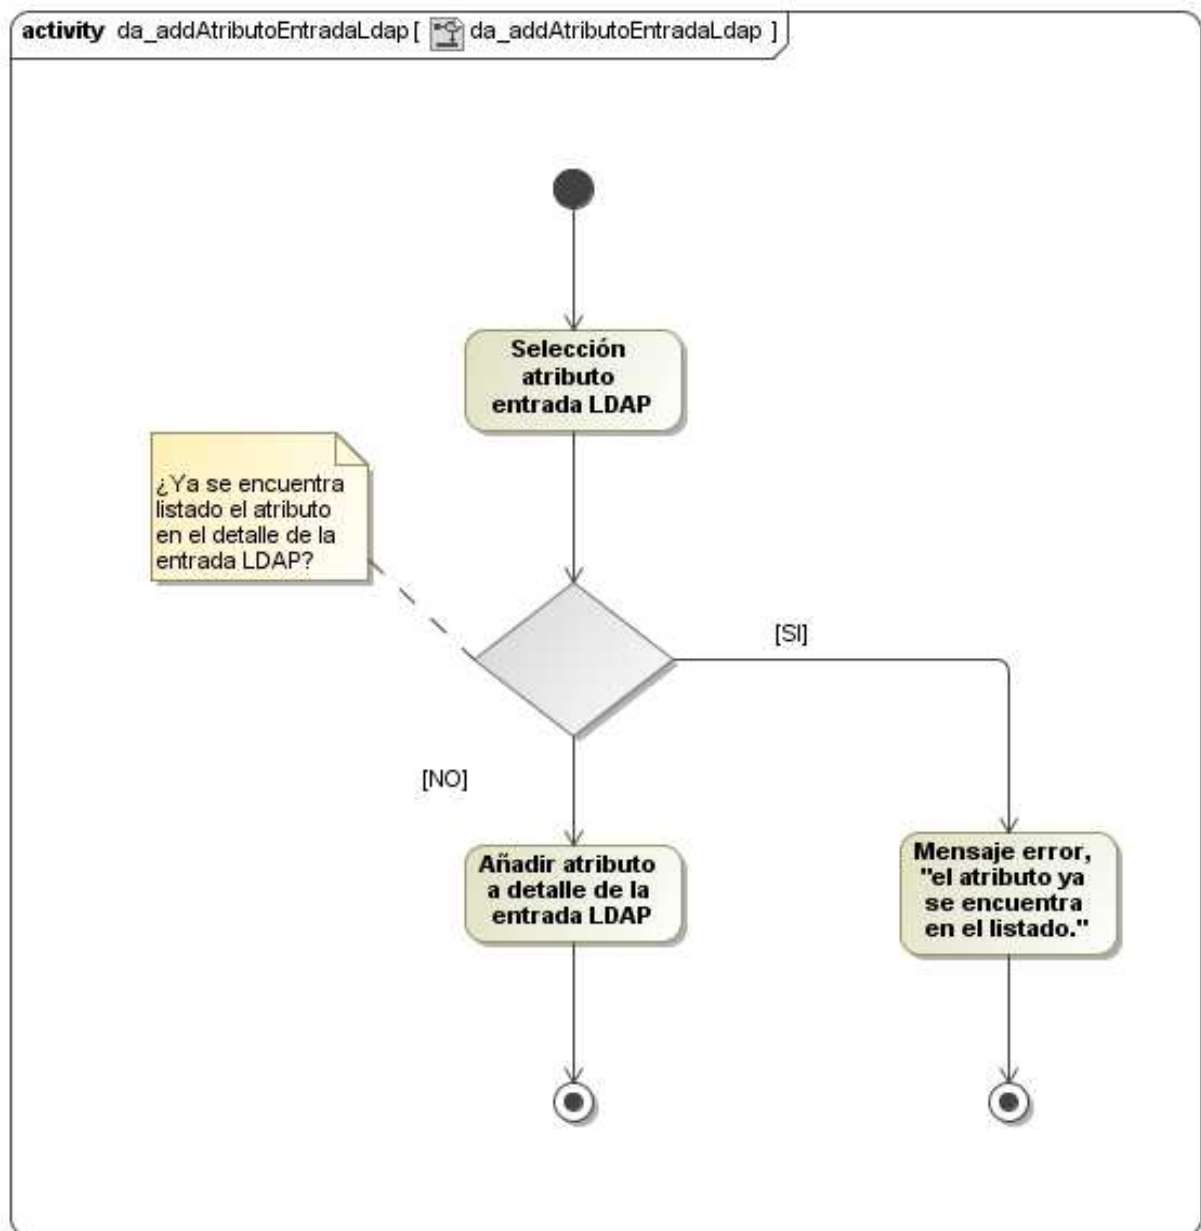 activity da_addAtributoEntradaLdap [ da_addAtributoEntradaLdap ]
Selección
atributo
entrada LDAP
¿Ya se encuentra
listado el atributo
en el detalle de la
entrada LDAP?
[SI]
[NO]
Añadir atributo
a detalle de la
entrada LDAP
Mensaje error,
"el atributo ya
se encuentra
en el listado."